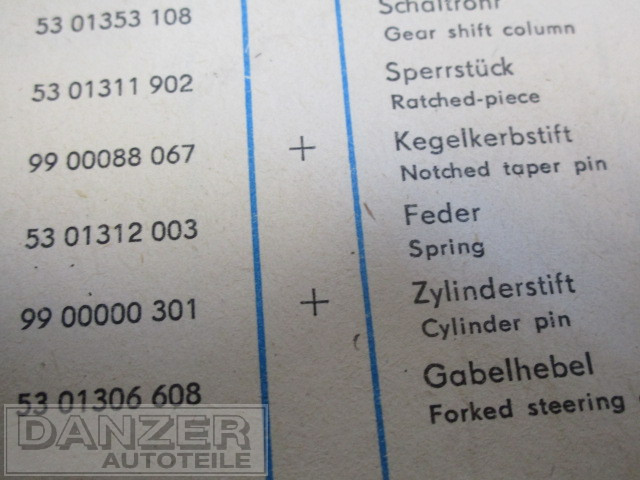 53 01353 108 Schaltrohr
Gear shift column
53 01311 902 Sperrstück
Ratched-piece
99 00088 067 + Kegelkerbstift
Notched taper pin
53 01312 003 Feder
Spring
99 00000 301 + Zylinderstift
Cylinder pin
53 01306 608 Gabelhebel
Forked steering
DANZER
AUTOTEILE